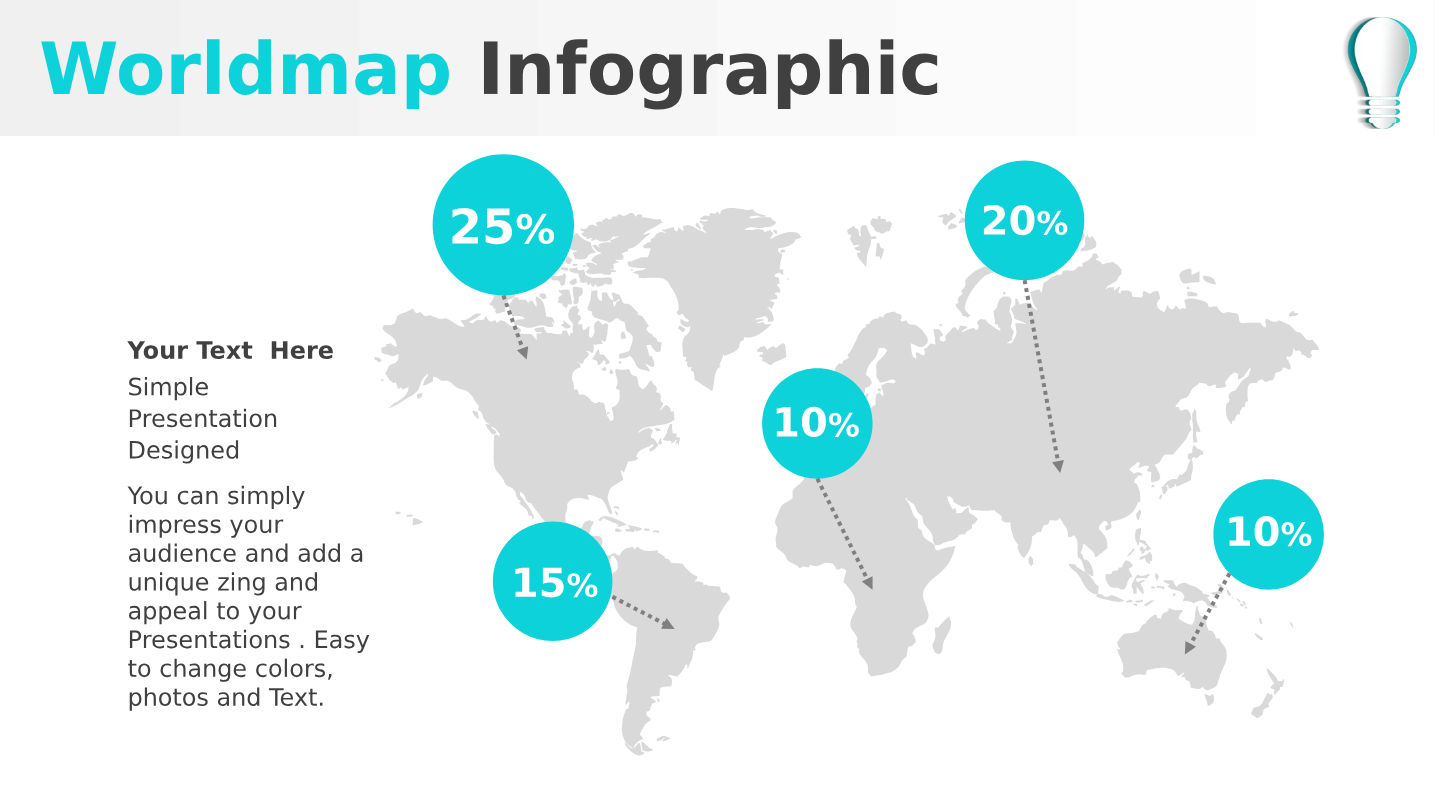 Worldmap Infographic
25%
20%
Your Text  Here
Simple
Presentation
Designed
You can simply
impress your
audience and add a
unique zing and
appeal to your
Presentations . Easy
to change colors,
photos and Text.
10%
10%
15%